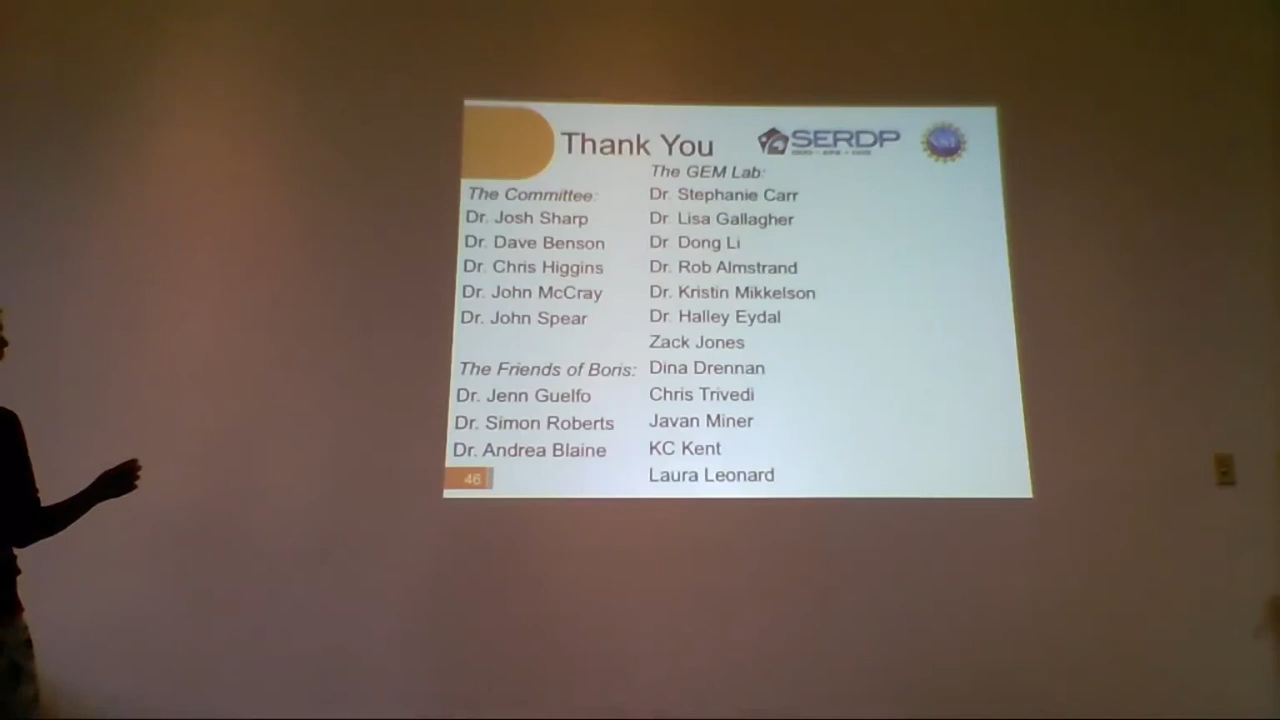 Thank You
SERDP
The Committee:
Dr. Josh Sharp
Dr. Dave Benson
Dr. Chris Higgins
Dr. John McCray
Dr. John Spear
The Friends of Boris:
Dr. Jenn Guelfo
Dr. Simon Roberts
Dr. Andrea Blaine
46
The GEM Lab:
Dr. Stephanie Carr
Dr. Lisa Gallagher
Dr. Dong Li
Dr. Rob Almstrand
Dr. Kristin Mikkelson
Dr. Halley Eydal
Zack Jones
Dina Drennan
Chris Trivedi
Javan Miner
KC Kent
Laura Leonard